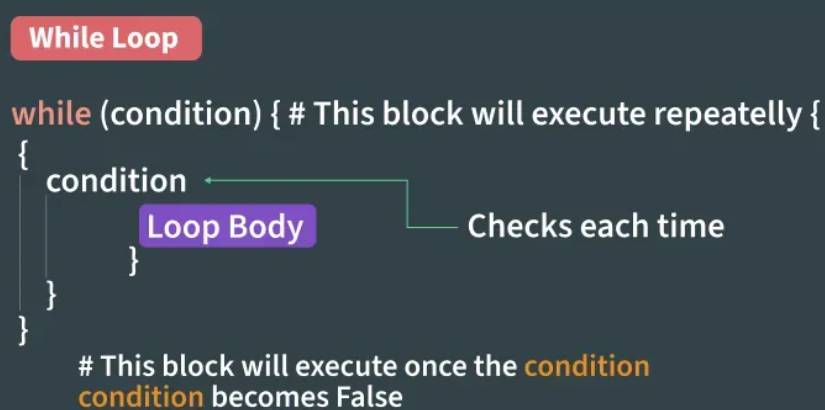 While Loop
while (condition) { # This block will execute repeatelly {
{
condition
Loop Body
Checks each time
}
}
}
# This block will execute once the condition
condition becomes False